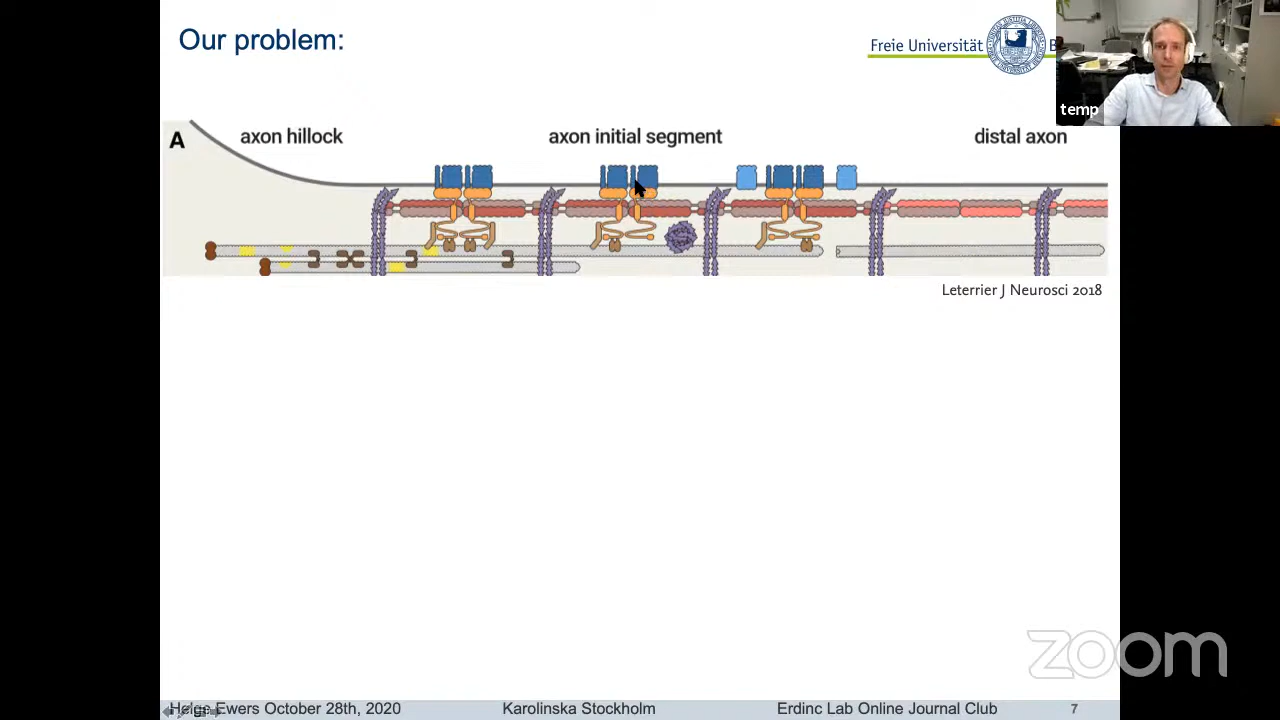 Our problem:
Freie Universität
B
temp
A
axon hillock
axon initial segment
distal axon
Leterrier J Neurosci 2018
zoom
Helge Ewers October 28th, 2020
Karolinska Stockholm
Erdinc Lab Online Journal Club
7